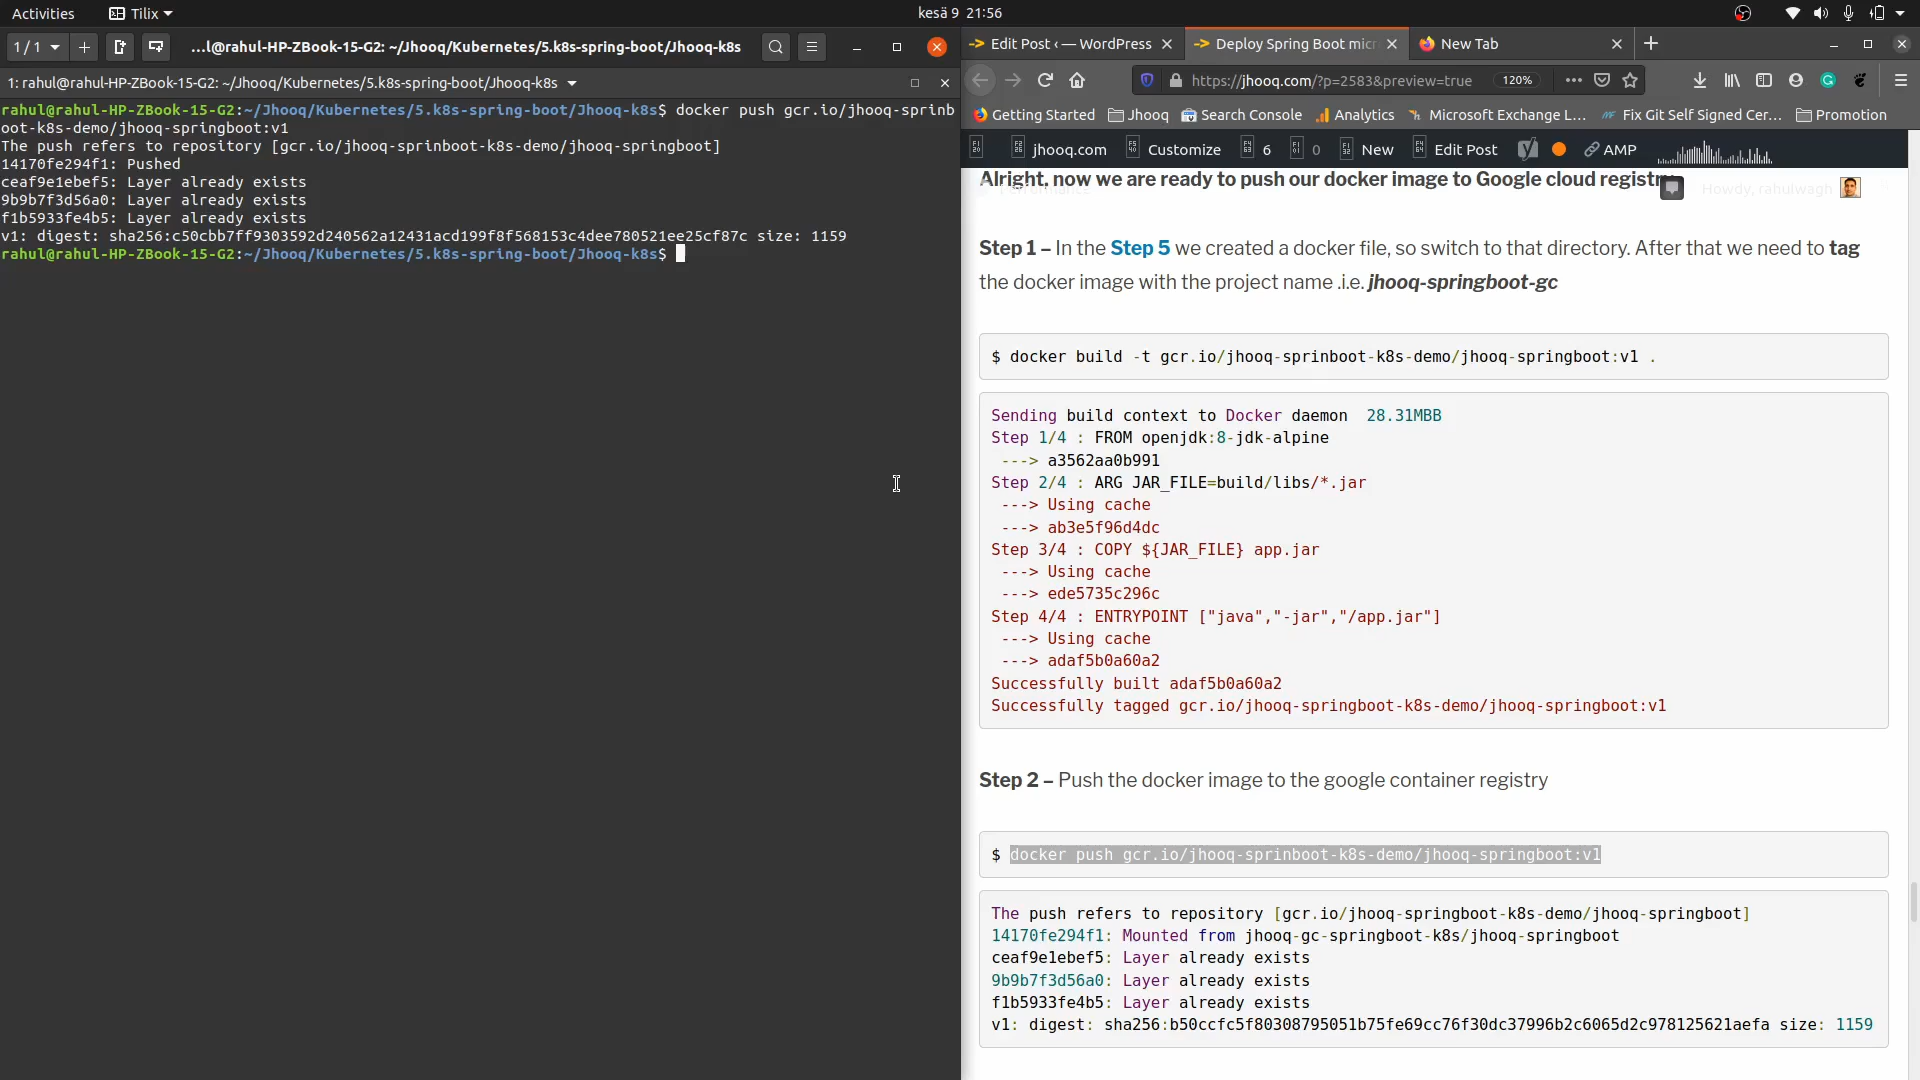 Activities
Tilix
kesä 9 21:56
1 / 1
...l@rahul-HP-ZBook-15-G2: ~/Jhooq/Kubernetes/5.k8s-spring-boot/Jhooq-k8s
1: rahul@rahul-HP-ZBook-15-G2: ~/Jhooq/Kubernetes/5.k8s-spring-boot/Jhooq-k8s
rahul@rahul-HP-ZBook-15-G2:~/Jhooq/Kubernetes/5.k8s-spring-boot/Jhooq-k8s$ docker push gcr.io/jhooq-sprinb
oot-k8s-demo/jhooq-springboot:v1
The push refers to repository [gcr.io/jhooq-sprinboot-k8s-demo/jhooq-springboot]
14170fe294f1: Pushed
ceaf9e1ebef5: Layer already exists
9b9b7f3d56a0: Layer already exists
f1b5933fe4b5: Layer already exists
v1: digest: sha256:c50cbb7ff9303592d240562a12431acd199f8f568153c4dee780521ee25cf87c size: 1159
rahul@rahul-HP-ZBook-15-G2:~/Jhooq/Kubernetes/5.k8s-spring-boot/Jhooq-k8s$
Edit Post ‹ — WordPress
Deploy Spring Boot micr
New Tab
https://jhooq.com/?p=2583&preview=true
120%
Getting Started
Jhooq
Search Console
Analytics
Microsoft Exchange L...
Fix Git Self Signed Cer...
Promotion
jhooq.com
Customize
6
0
New
Edit Post
AMP
Howdy, rahulwagh
Alright, now we are ready to push our docker image to Google cloud registry
Step 1 – In the Step 5 we created a docker file, so switch to that directory. After that we need to tag
the docker image with the project name .i.e. jhooq-springboot-gc
$ docker build -t gcr.io/jhooq-sprinboot-k8s-demo/jhooq-springboot:v1 .
Sending build context to Docker daemon  28.31MBB
Step 1/4 : FROM openjdk:8-jdk-alpine
---> a3562aa0b991
Step 2/4 : ARG JAR_FILE=build/libs/*.jar
---> Using cache
---> ab3e5f96d4dc
Step 3/4 : COPY ${JAR_FILE} app.jar
---> Using cache
---> ede5735c296c
Step 4/4 : ENTRYPOINT ["java","-jar","/app.jar"]
---> Using cache
---> adaf5b0a60a2
Successfully built adaf5b0a60a2
Successfully tagged gcr.io/jhooq-springboot-k8s-demo/jhooq-springboot:v1
Step 2 – Push the docker image to the google container registry
$ docker push gcr.io/jhooq-sprinboot-k8s-demo/jhooq-springboot:v1
The push refers to repository [gcr.io/jhooq-springboot-k8s-demo/jhooq-springboot]
14170fe294f1: Mounted from jhooq-gc-springboot-k8s/jhooq-springboot
ceaf9e1ebef5: Layer already exists
9b9b7f3d56a0: Layer already exists
f1b5933fe4b5: Layer already exists
v1: digest: sha256:b50ccfc5f80308795051b75fe69cc76f30dc37996b2c6065d2c978125621aefa size: 1159